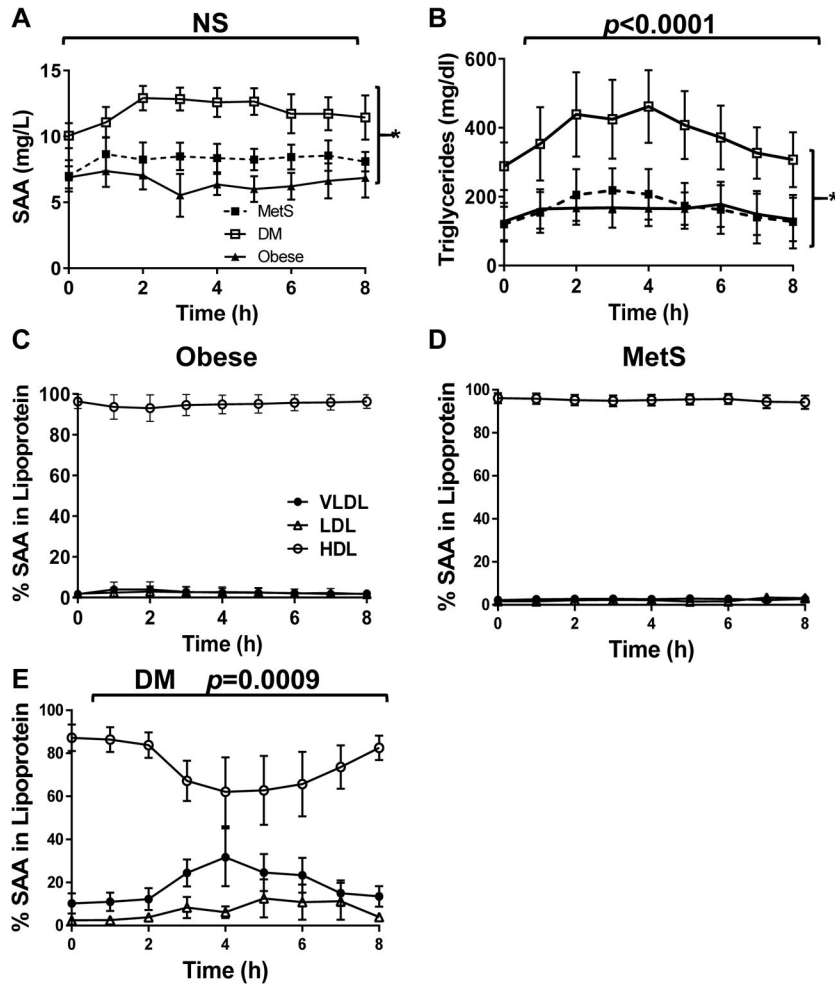 A
NS
SAA (mg/L)
15
10
5
0
MetS
DM
Obese
*
0 2 4 6 8
Time (h)
B
p<0.0001
Triglycerides (mg/dl)
600
400
200
0
*
0 2 4 6 8
Time (h)
C
Obese
% SAA in Lipoprotein
100
80
60
40
20
0
VLDL
LDL
HDL
0 2 4 6 8
Time (h)
D
MetS
% SAA in Lipoprotein
100
80
60
40
20
0
0 2 4 6 8
Time (h)
E
DM p=0.0009
% SAA in Lipoprotein
100
80
60
40
20
0
0 2 4 6 8
Time (h)